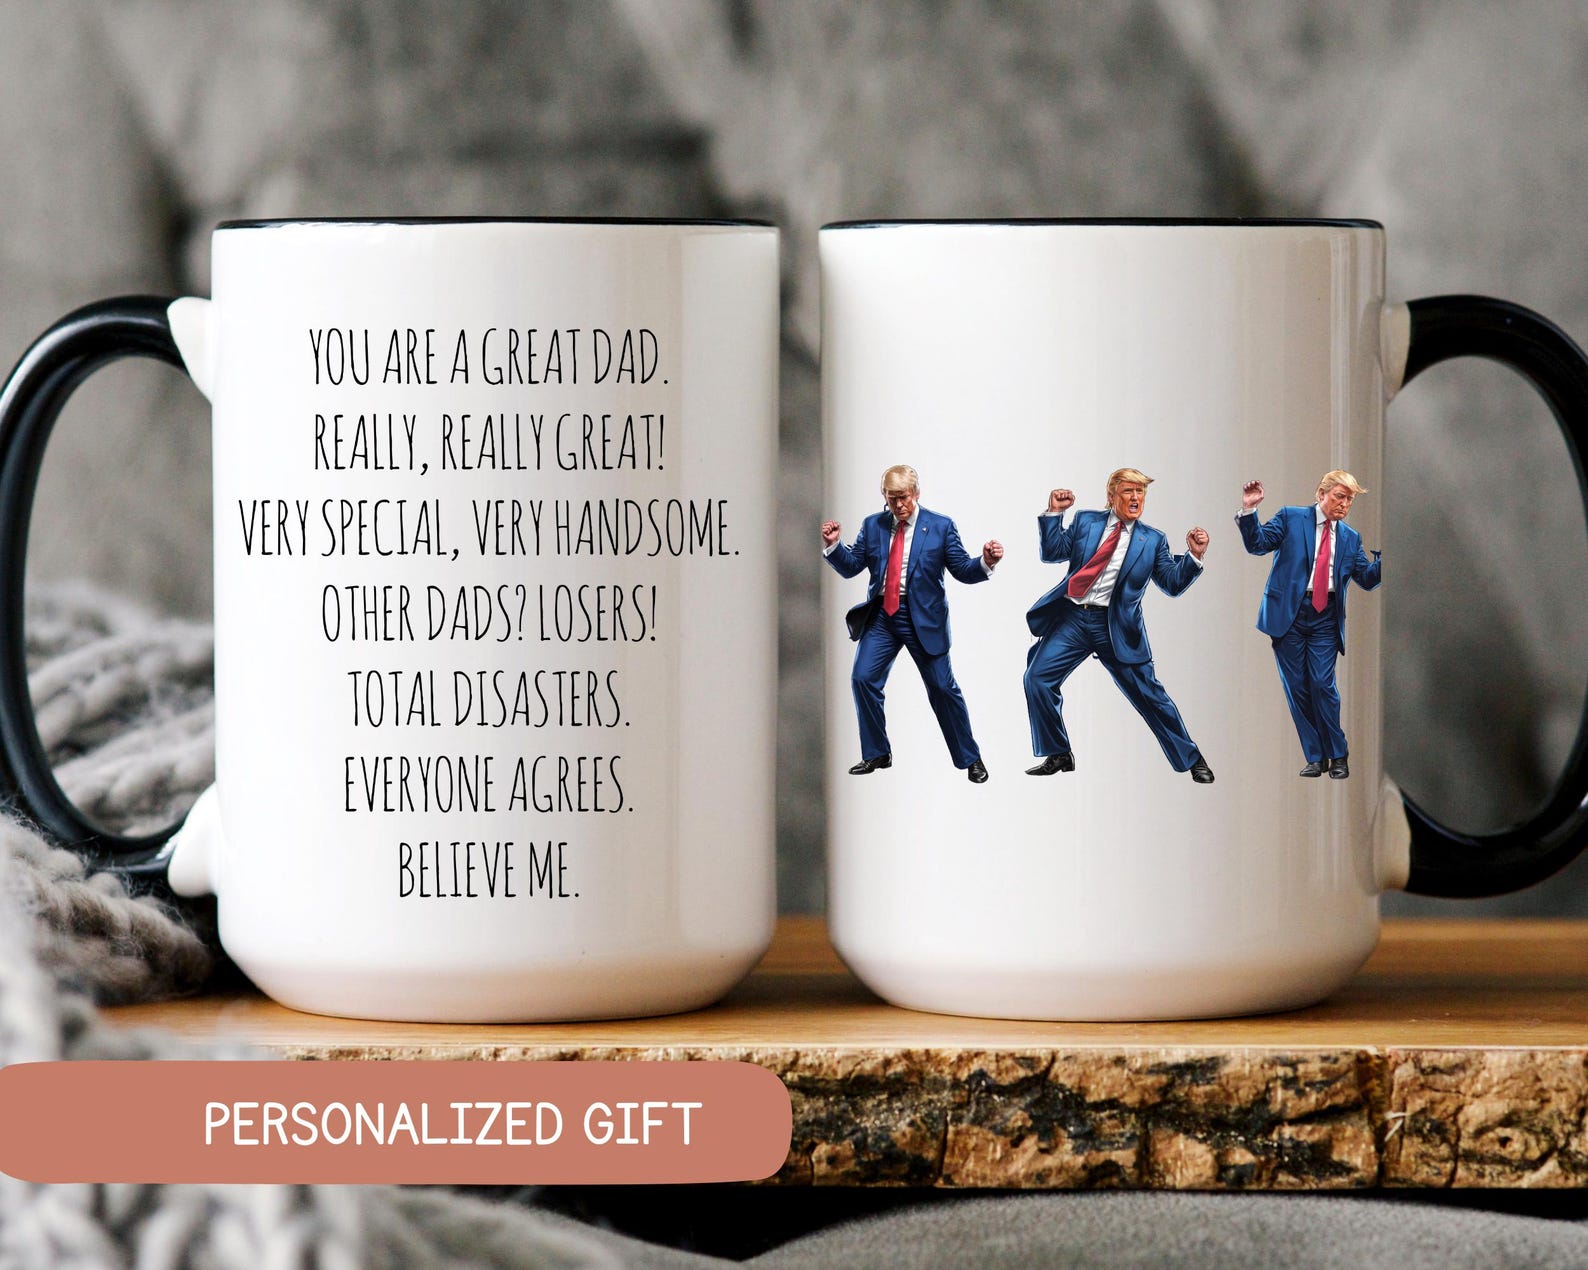 YOU ARE A GREAT DAD.
REALLY, REALLY GREAT!
VERY SPECIAL, VERY HANDSOME.
OTHER DADS? LOSERS!
TOTAL DISASTERS.
EVERYONE AGREES.
BELIEVE ME.
PERSONALIZED GIFT